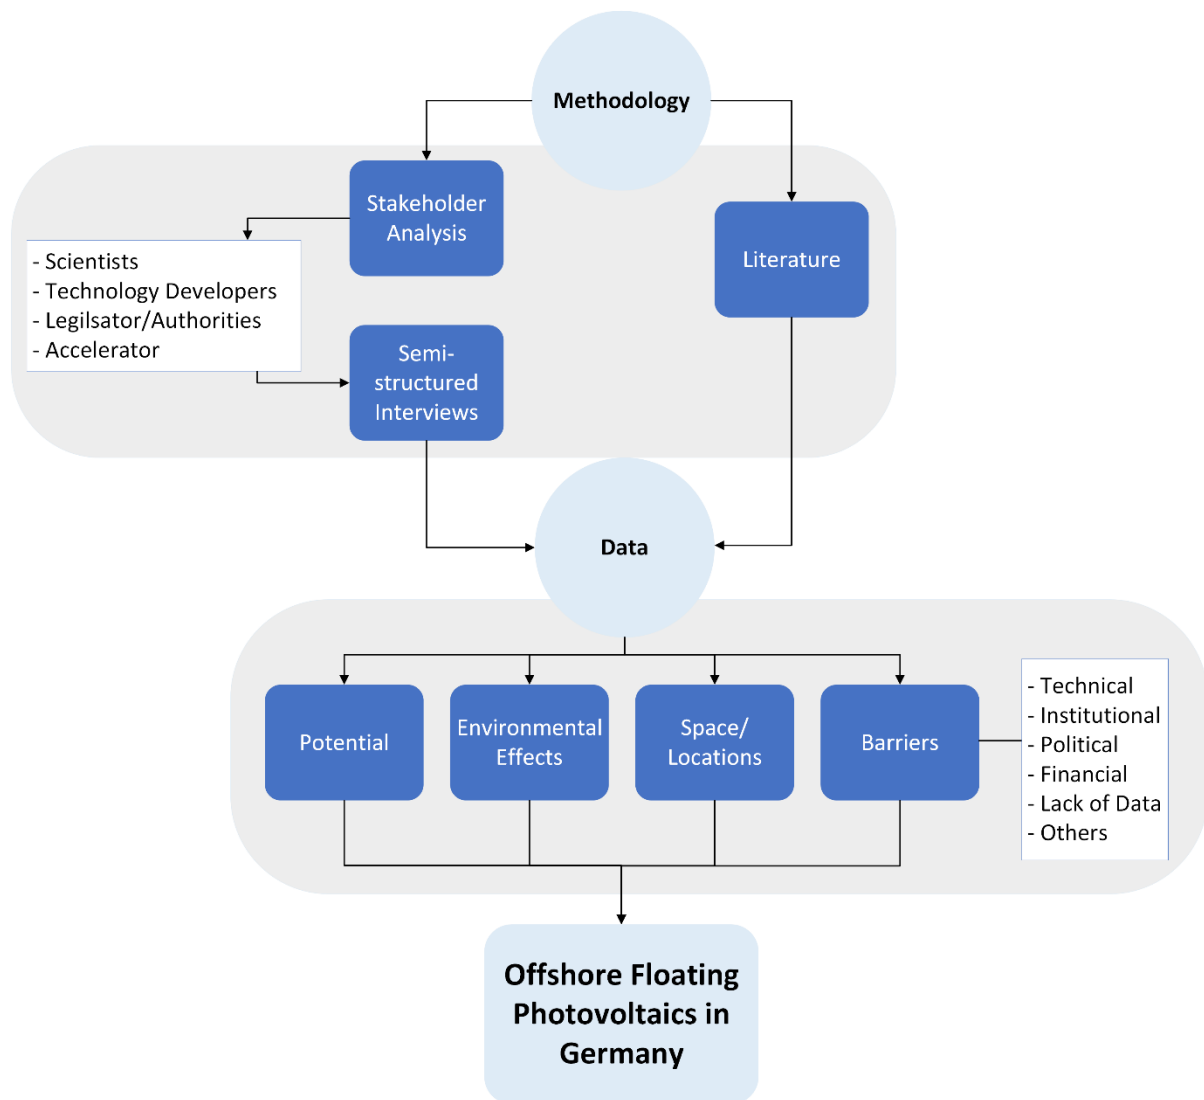 Methodology
Stakeholder
Analysis
Literature
- Scientists
- Technology Developers
- Legilsator/Authorities
- Accelerator
Semi-
structured
Interviews
Data
Potential
Environmental
Effects
Space/
Locations
Barriers
- Technical
- Institutional
- Political
- Financial
- Lack of Data
- Others
Offshore Floating
Photovoltaics in
Germany